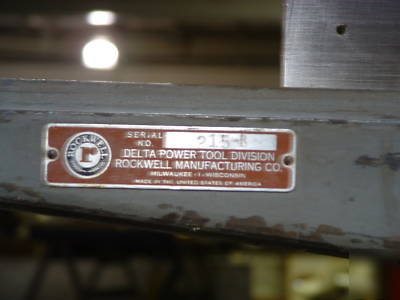 ROCKWELL
r
SERIAL
NO.
DELTA POWER TOOL DIVISION
ROCKWELL MANUFACTURING CO.
MILWAUKEE - 1 - WISCONSIN
MADE IN THE UNITED STATES OF AMERICA